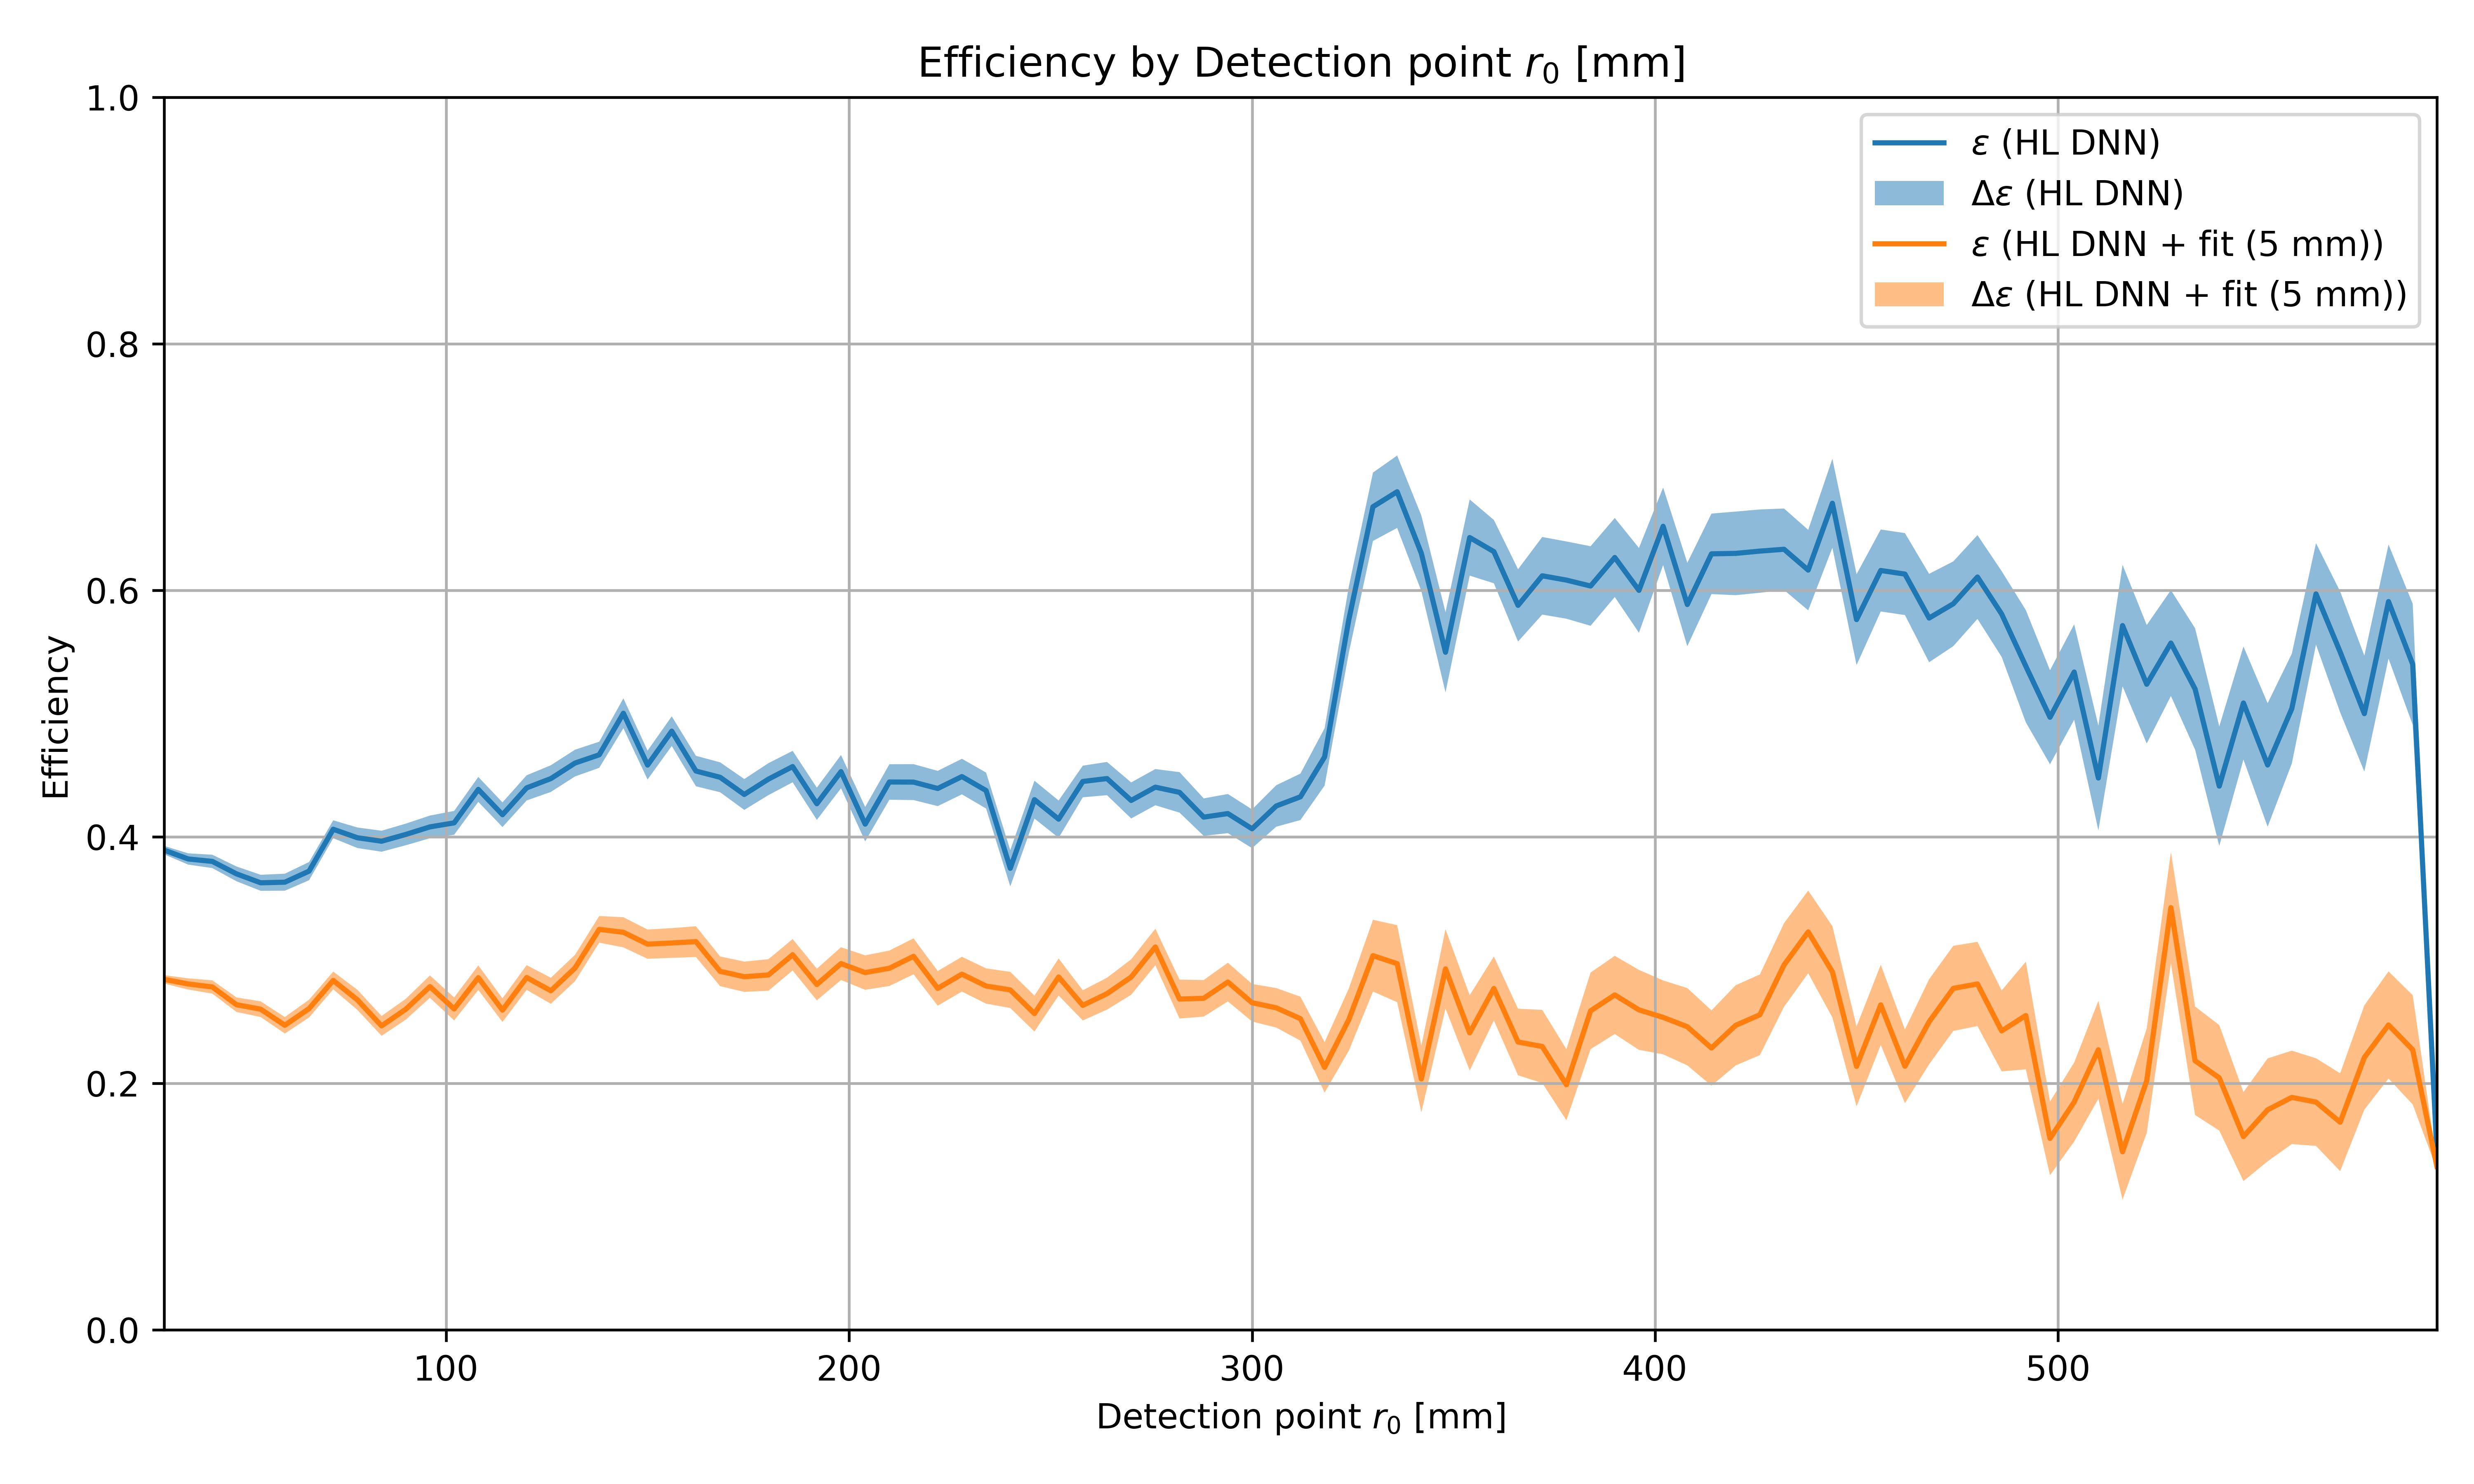 Efficiency by Detection point r₀ [mm]
1.0
0.8
0.6
0.4
0.2
0.0
Efficiency
ε (HL DNN)
Δε (HL DNN)
ε (HL DNN + fit (5 mm))
Δε (HL DNN + fit (5 mm))
100 200 300 400 500
Detection point r₀ [mm]